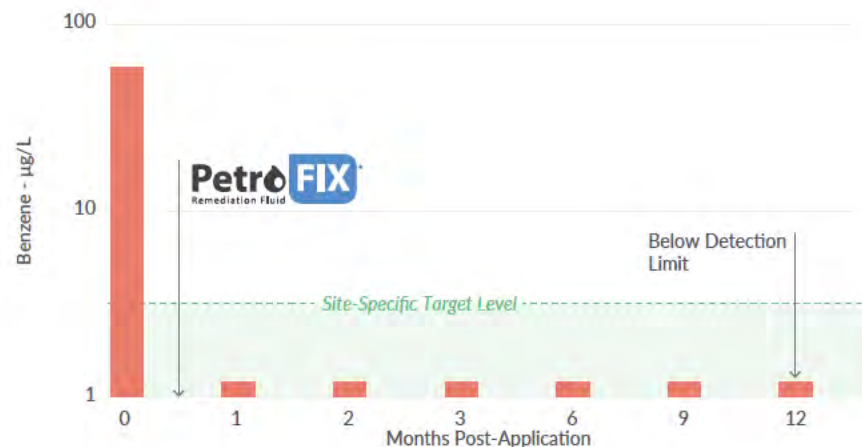 100
10
1
Benzene - µg/L
PetroFIX
Remediation Fluid
Below Detection
Limit
Site-Specific Target Level
0 1 2 3 6 9 12
Months Post-Application